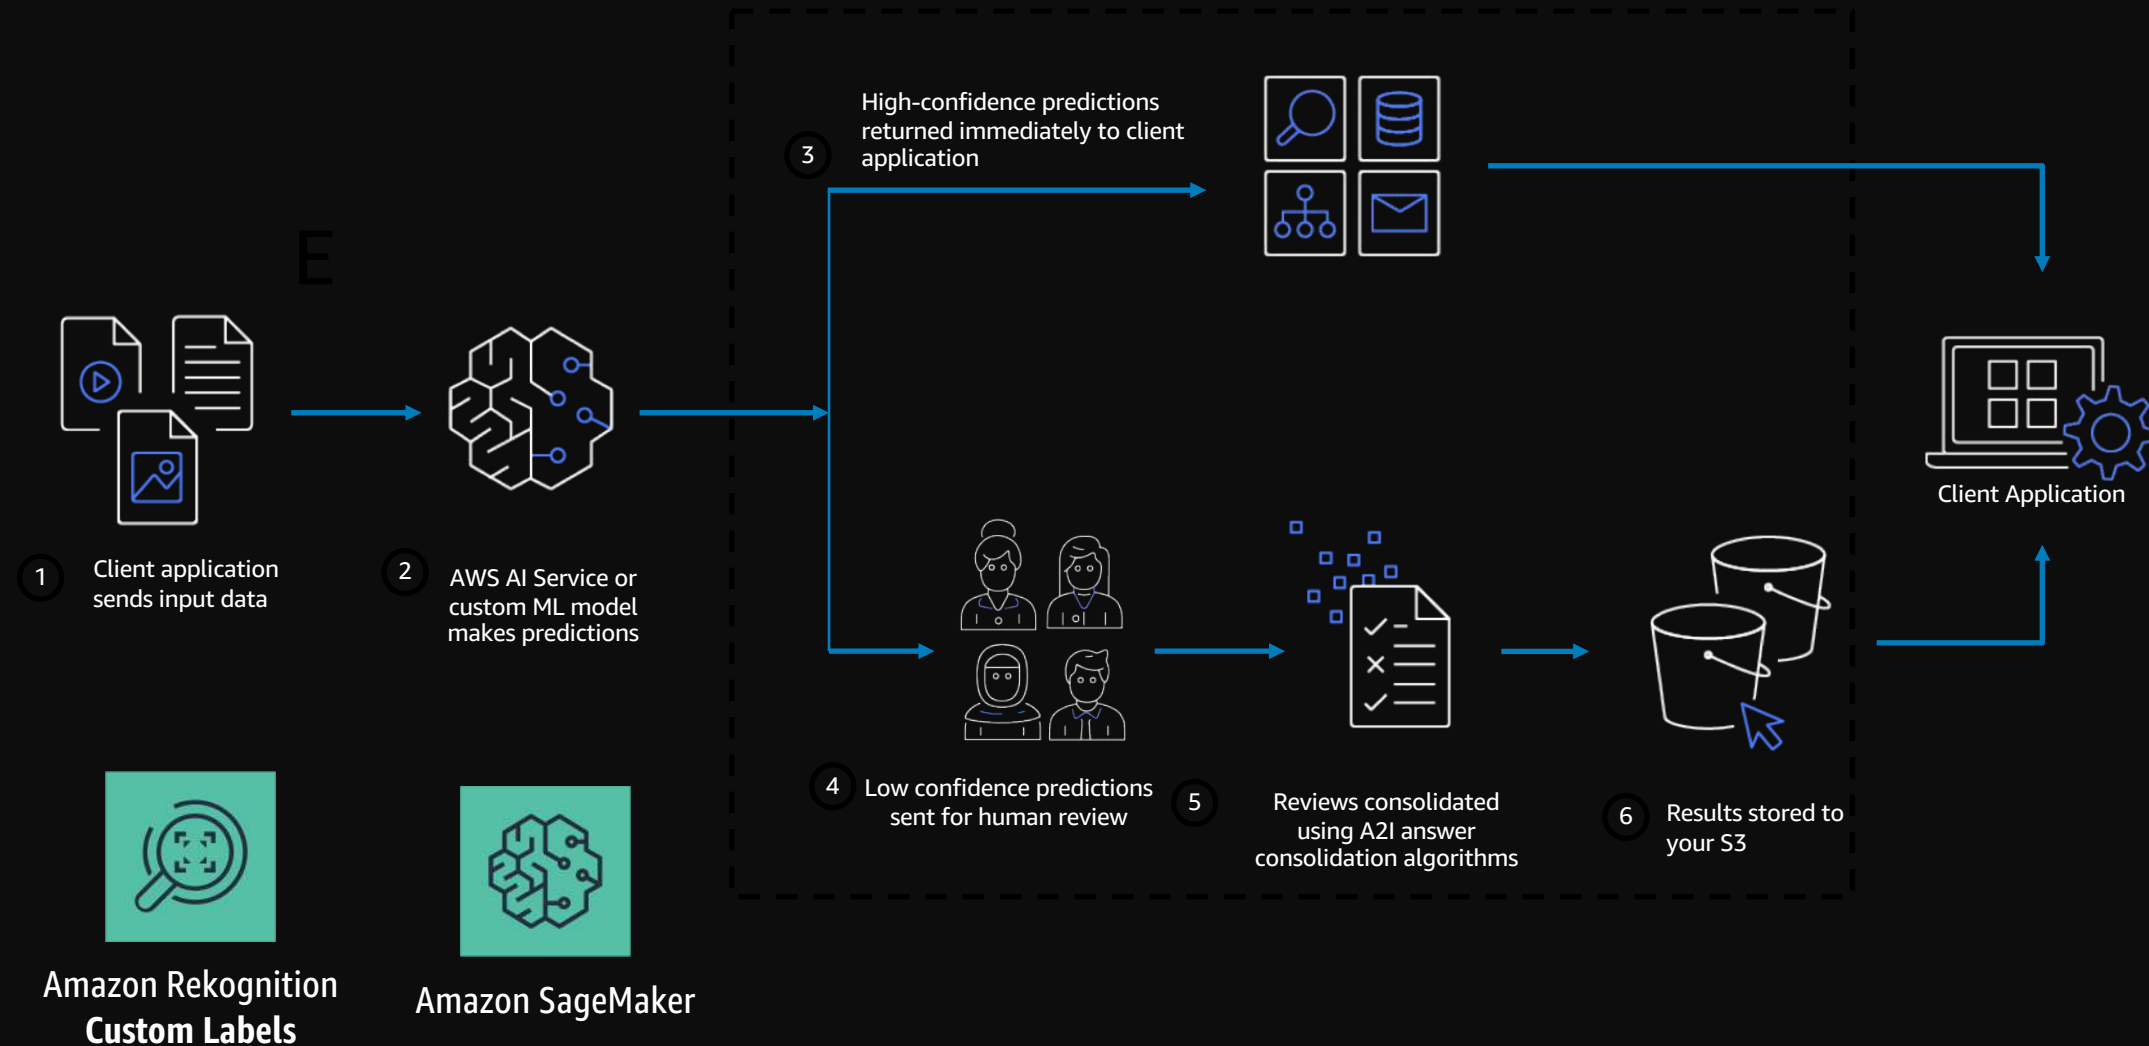 High-confidence predictions
returned immediately to client
application
3
E
Client Application
1
Client application
sends input data
2
AWS AI Service or
custom ML model
makes predictions
4
Low confidence predictions
sent for human review
5
Reviews consolidated
using A2I answer
consolidation algorithms
6
Results stored to
your S3
Amazon Rekognition
Custom Labels
Amazon SageMaker